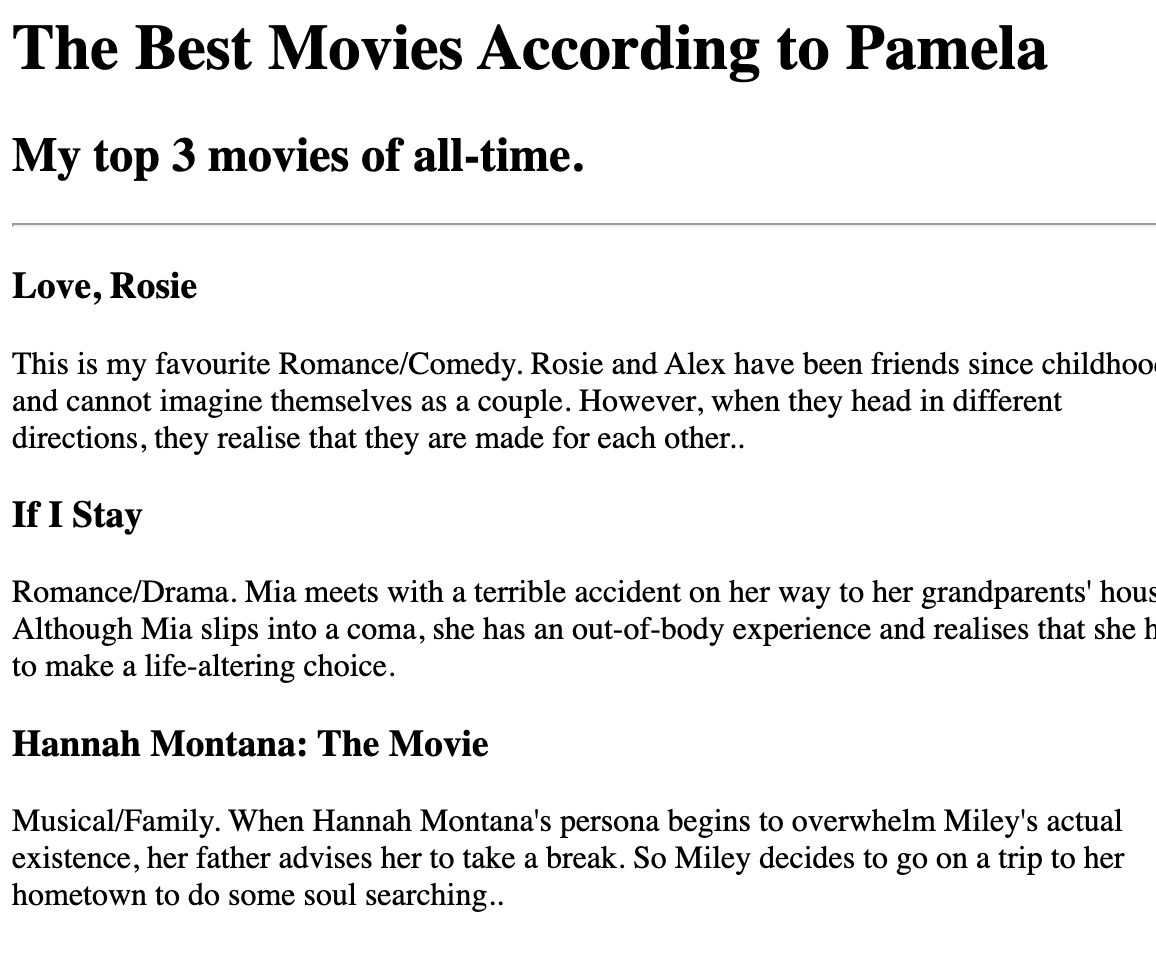 The Best Movies According to Pamela
My top 3 movies of all-time.
Love, Rosie
This is my favourite Romance/Comedy. Rosie and Alex have been friends since
and cannot imagine themselves as a couple. However, when they head in different
directions, they realise that they are made for each other..
If I Stay
Romance/Drama. Mia meets with a terrible accident on her way to her grandparents'
Although Mia slips into a coma, she has an out-of-body experience and realises that she
to make a life-altering choice.
Hannah Montana: The Movie
Musical/Family. When Hannah Montana's persona begins to overwhelm Miley's actual
existence, her father advises her to take a break. So Miley decides to go on a trip to her
hometown to do some soul searching..